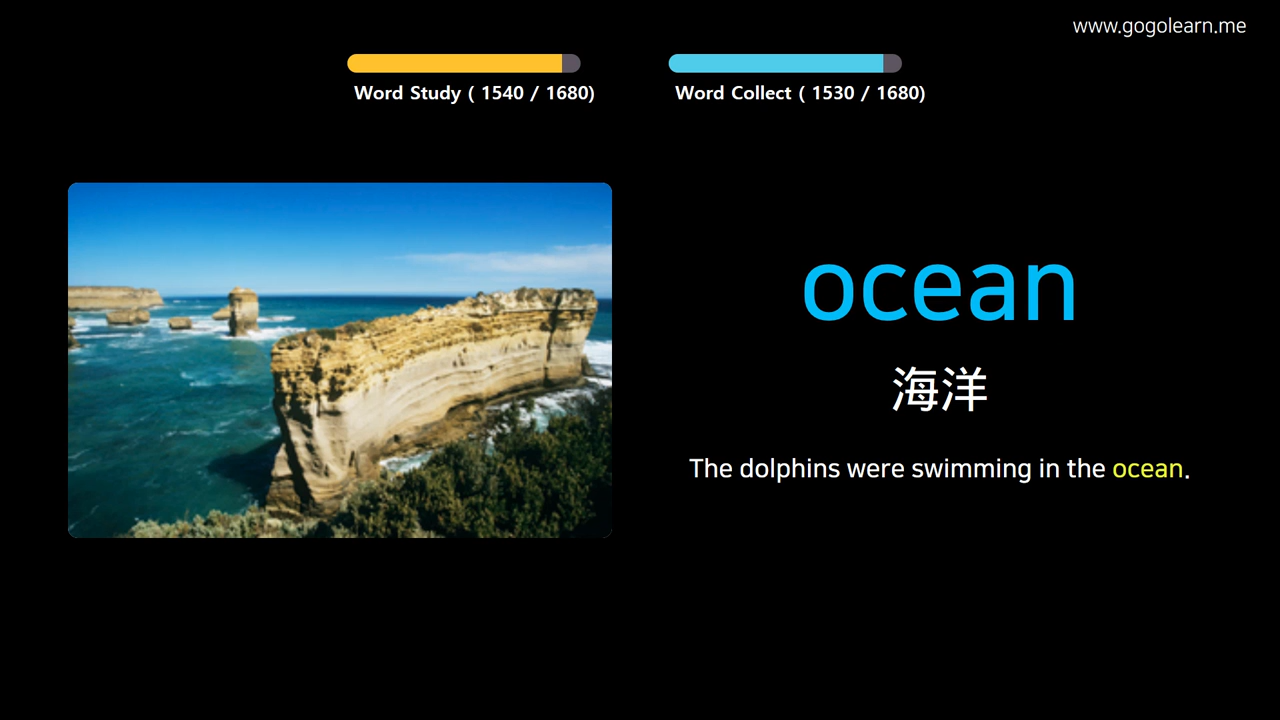 www.gogolearn.me
Word Study ( 1540 / 1680)
Word Collect ( 1530 / 1680)
ocean
海洋
The dolphins were swimming in the ocean.